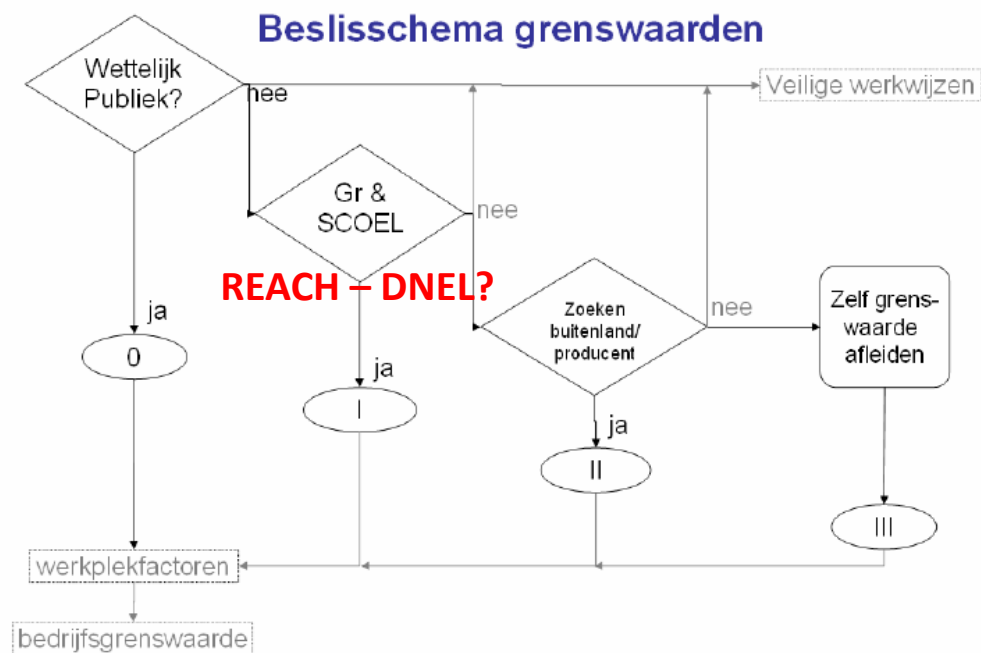 Beslisschema grenswaarden
Wettelijk
Publiek?
nee
Veilige werkwijzen
Gr &
SCOEL
nee
REACH – DNEL?
Zoeken
buitenland/
producent
nee
Zelf grens-
waarde
afleiden
ja
0
ja
I
ja
II
III
werkplekfactoren
bedrijfsgrenswaarde